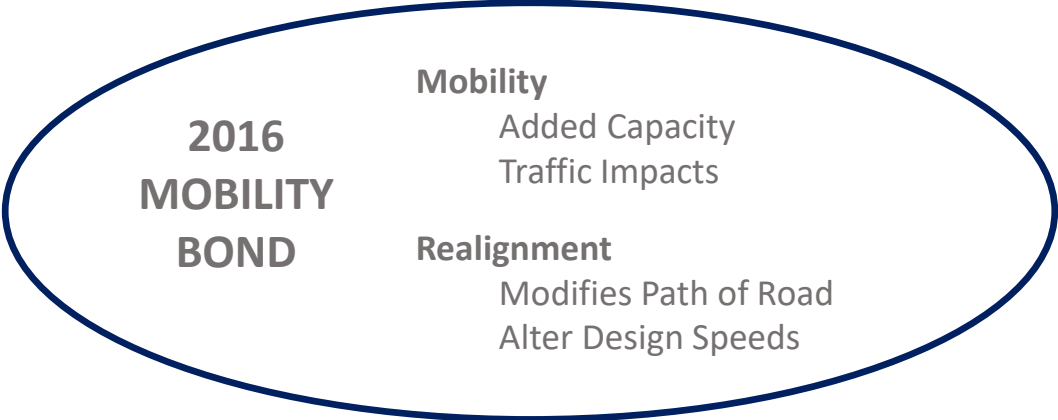 2016
MOBILITY
BOND
Mobility
Added Capacity
Traffic Impacts
Realignment
Modifies Path of Road
Alter Design Speeds